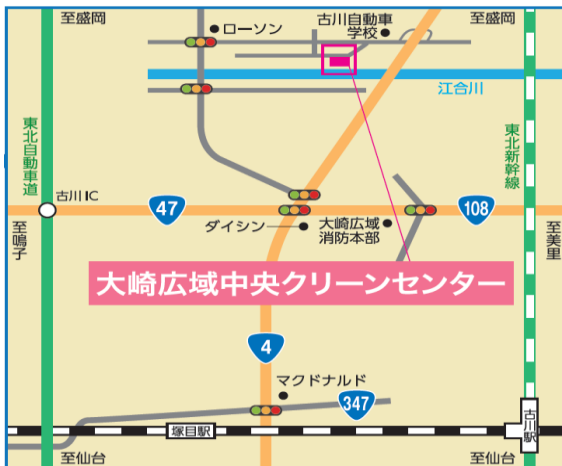 至盛岡
ローソン
古川自動車
学校
至盛岡
江合川
東北自動車道
東北新幹線
古川IC
47
ダイシン
大崎広域
消防本部
108
至鳴子
至美里
大崎広域中央クリーンセンター
4
マクドナルド
347
塚目駅
古川駅
至仙台
至仙台